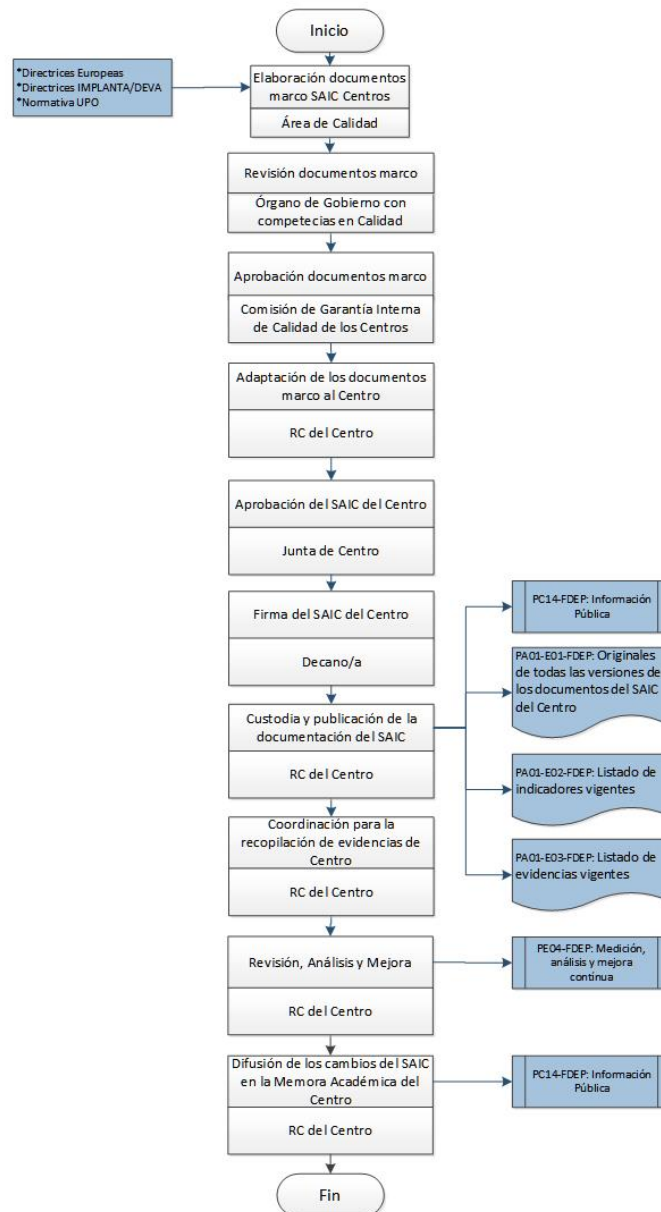 Inicio
*Directrices Europeas
*Directrices IMPLANTA/DEVA
*Normativa UPO
Elaboración documentos
marco SAIC Centros
Área de Calidad
Revisión documentos marco
Órgano de Gobierno con
competecias en Calidad
Aprobación documentos marco
Comisión de Garantía Interna
de Calidad de los Centros
Adaptación de los documentos
marco al Centro
RC del Centro
Aprobación del SAIC del Centro
Junta de Centro
Firma del SAIC del Centro
Decano/a
Custodia y publicación de la
documentación del SAIC
RC del Centro
PC14-FDEP: Información
Pública
PA01-E01-FDEP: Originales
de todas las versiones de
los documentos del SAIC
del Centro
PA01-E02-FDEP: Listado de
indicadores vigentes
PA01-E03-FDEP: Listado de
evidencias vigentes
Coordinación para la
recopilación de evidencias de
Centro
RC del Centro
Revisión, Análisis y Mejora
RC del Centro
PE04-FDEP: Medición,
análisis y mejora
continua
Difusión de los cambios del SAIC
en la Memora Académica del
Centro
RC del Centro
PC14-FDEP: Información
Pública
Fin